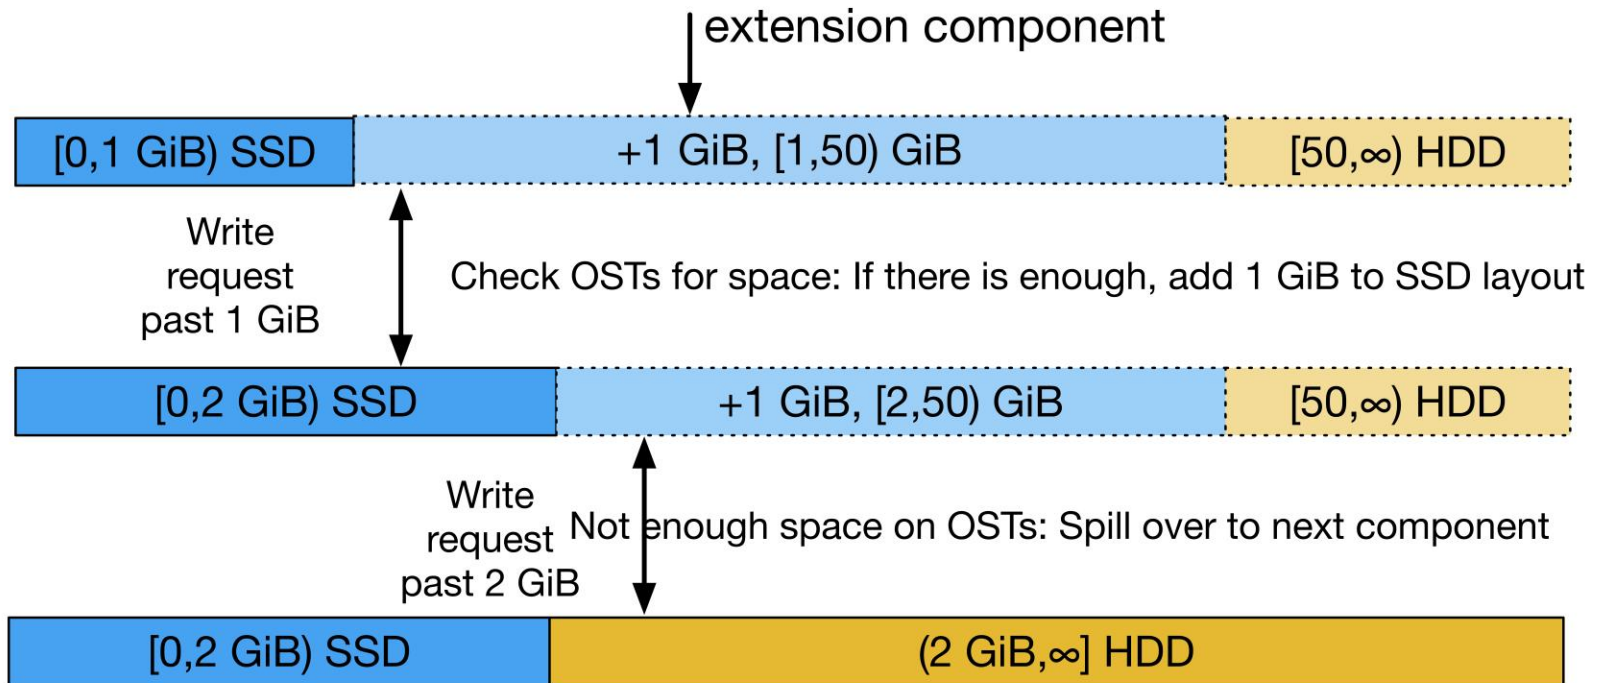 extension component
[0,1 GiB) SSD
+1 GiB, [1,50) GiB
[50,∞) HDD
Write
request
past 1 GiB
Check OSTs for space: If there is enough, add 1 GiB to SSD layout
[0,2 GiB) SSD
+1 GiB, [2,50) GiB
[50,∞) HDD
Write
request
past 2 GiB
Not enough space on OSTs: Spill over to next component
[0,2 GiB) SSD
(2 GiB,∞] HDD